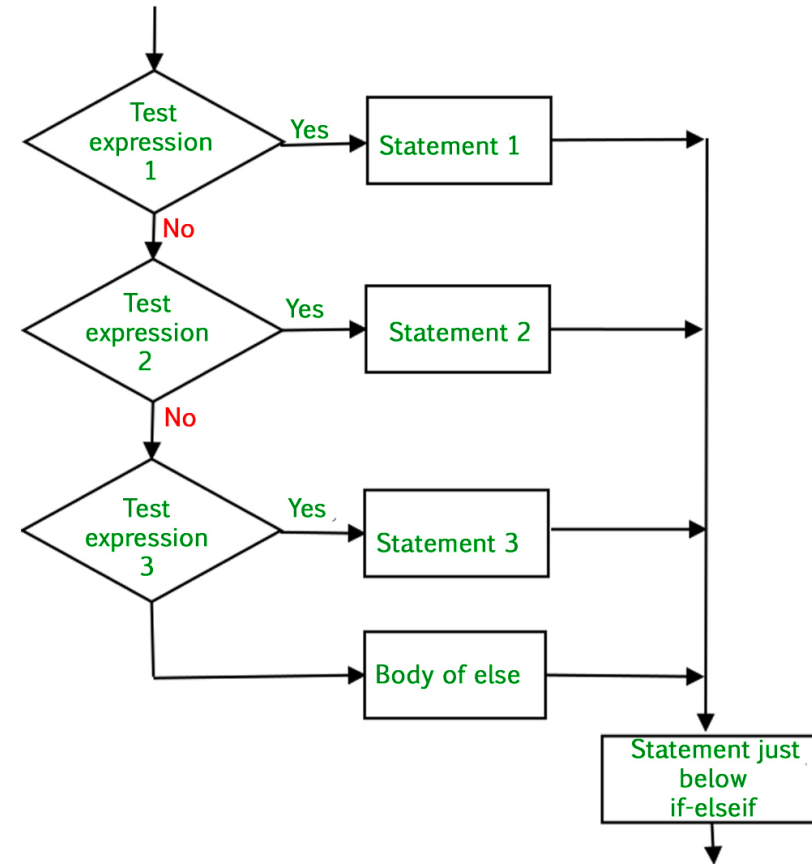 Test
expression
1
Yes
Statement 1
No
Test
expression
2
Yes
Statement 2
No
Test
expression
3
Yes
Statement 3
Body of else
Statement just
below
if-elseif